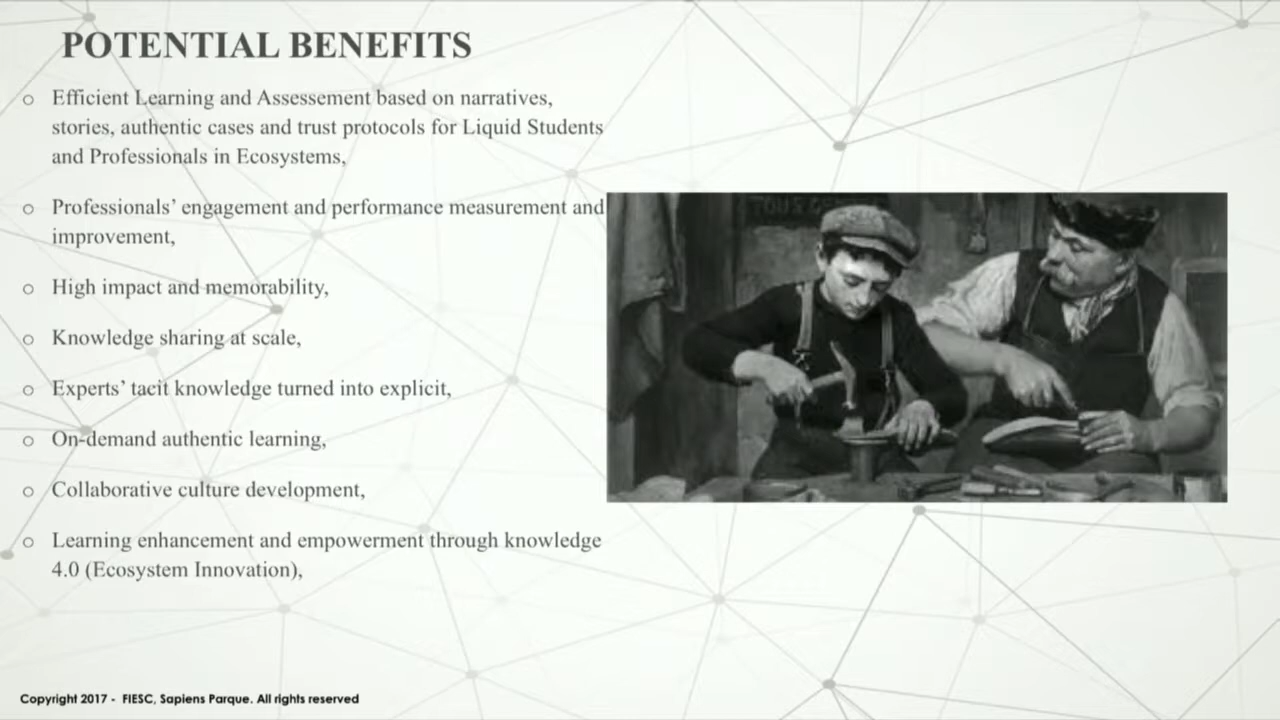 POTENTIAL BENEFITS
Efficient Learning and Assessement based on narratives,
stories, authentic cases and trust protocols for Liquid Students
and Professionals in Ecosystems,
Professionals’ engagement and performance measurement and
improvement,
High impact and memorability,
Knowledge sharing at scale,
Experts’ tacit knowledge turned into explicit,
On-demand authentic learning,
Collaborative culture development,
Learning enhancement and empowerment through knowledge
4.0 (Ecosystem Innovation),
Copyright 2017 - FIESC, Sapiens Parque. All rights reserved